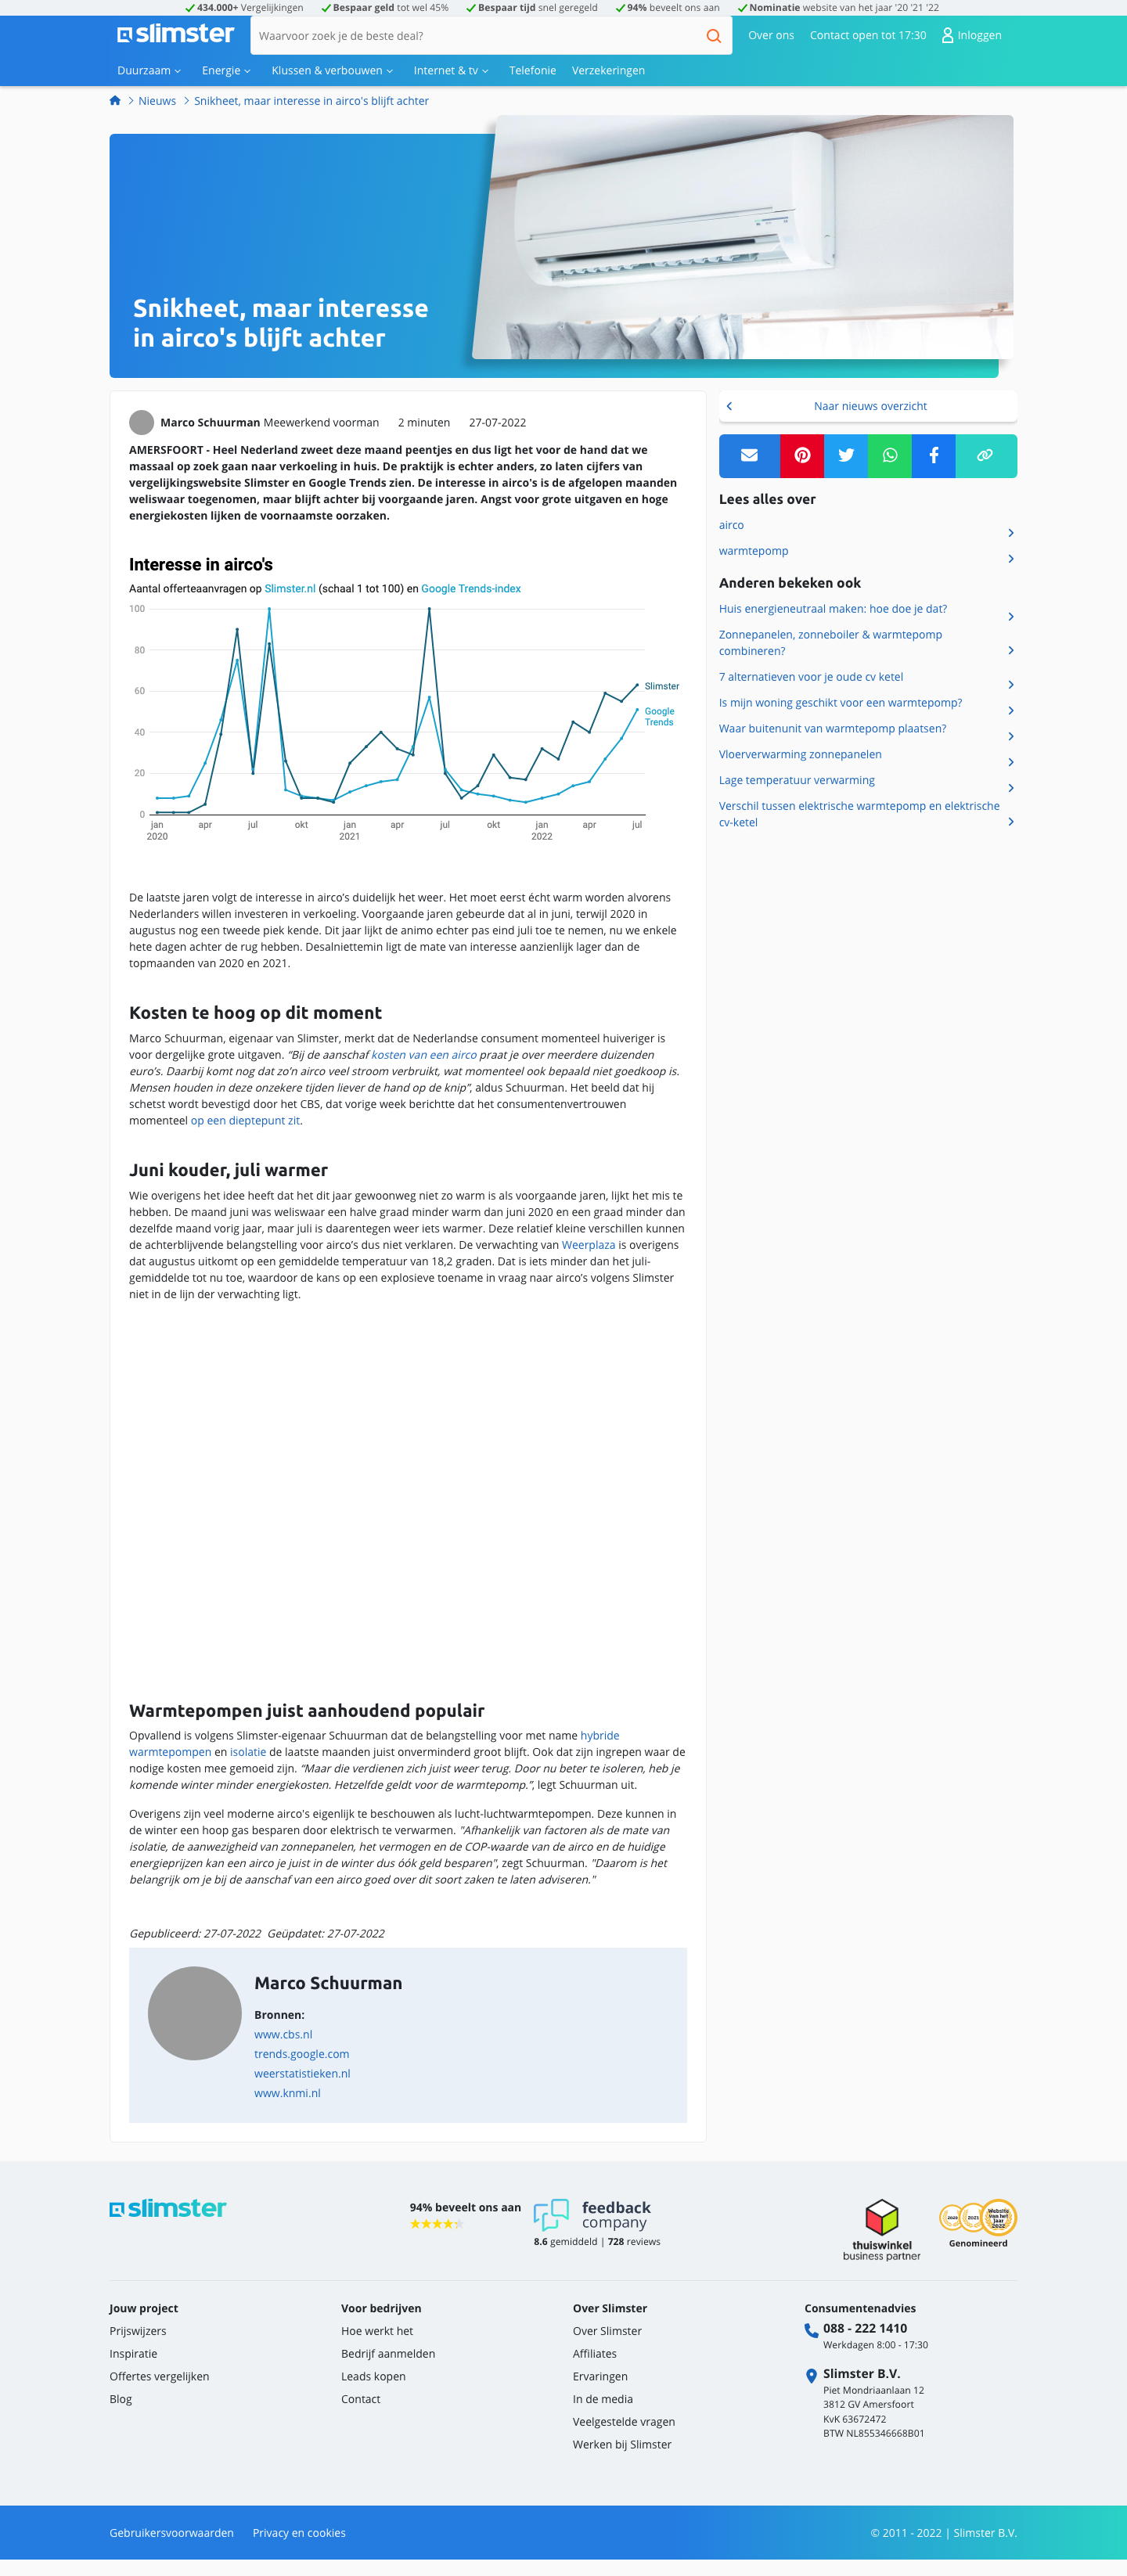 434.000+ Vergelijkingen Bespaar geld tot wel 45% Bespaar tijd snel geregeld 94% beveelt ons aan Nominatie website van het jaar '20 '21 '22
slimster
Waarvoor zoek je de beste deal?
Over ons Contact open tot 17:30 Inloggen
Duurzaam Energie Klussen & verbouwen Internet & tv Telefonie Verzekeringen
Nieuws Snikheet, maar interesse in airco's blijft achter
Snikheet, maar interesse
in airco's blijft achter
Marco Schuurman Meewerkend voorman 2 minuten 27-07-2022
AMERSFOORT - Heel Nederland zweet deze maand peentjes en dus ligt het voor de hand dat we
massaal op zoek gaan naar verkoeling in huis. De praktijk is echter anders, zo laten cijfers van
vergelijkingswebsite Slimster en Google Trends zien. De interesse in airco's is de afgelopen maanden
weliswaar toegenomen, maar blijft achter bij voorgaande jaren. Angst voor grote uitgaven en hoge
energiekosten lijken de voornaamste oorzaken.
Interesse in airco's
Aantal offerteaanvragen op Slimster.nl (schaal 1 tot 100) en Google Trends-index
100
80
60
40
20
0
Slimster
Google
Trends
jan apr jul okt jan apr jul okt jan apr jul
2020 2021 2022
De laatste jaren volgt de interesse in airco's duidelijk het weer. Het moet eerst écht warm worden alvorens
Nederlanders willen investeren in verkoeling. Voorgaande jaren gebeurde dat al in juni, terwijl 2020 in
augustus nog een tweede piek kende. Dit jaar lijkt de animo echter pas eind juli toe te nemen, nu we enkele
hete dagen achter de rug hebben. Desalniettemin ligt de mate van interesse aanzienlijk lager dan de
topmaanden van 2020 en 2021.
Kosten te hoog op dit moment
Marco Schuurman, eigenaar van Slimster, merkt dat de Nederlandse consument momenteel huiveriger is
voor dergelijke grote uitgaven. “Bij de aanschaf kosten van een airco praat je over meerdere duizenden
euro’s. Daarbij komt nog dat zo’n airco veel stroom verbruikt, wat momenteel ook bepaald niet goedkoop is.
Mensen houden in deze onzekere tijden liever de hand op de knip”, aldus Schuurman. Het beeld dat hij
schetst wordt bevestigd door het CBS, dat vorige week berichtte dat het consumentenvertrouwen
momenteel op een dieptepunt zit.
Juni kouder, juli warmer
Wie overigens het idee heeft dat het dit jaar gewoonweg niet zo warm is als voorgaande jaren, lijkt het mis te
hebben. De maand juni was weliswaar een halve graad minder warm dan juni 2020 en een graad minder dan
dezelfde maand vorig jaar, maar juli is daarentegen weer iets warmer. Deze relatief kleine verschillen kunnen
de achterblijvende belangstelling voor airco’s dus niet verklaren. De verwachting van Weerplaza is overigens
dat augustus uitkomt op een gemiddelde temperatuur van 18,2 graden. Dat is iets minder dan het juli-
gemiddelde tot nu toe, waardoor de kans op een explosieve toename in vraag naar airco’s volgens Slimster
niet in de lijn der verwachting ligt.
Warmtepompen juist aanhoudend populair
Opvallend is volgens Slimster-eigenaar Schuurman dat de belangstelling voor met name hybride
warmtepompen en isolatie de laatste maanden juist onverminderd groot blijft. Ook dat zijn ingrepen waar de
nodige kosten mee gemoeid zijn. “Maar die verdienen zich juist weer terug. Door nu beter te isoleren, heb je
komende winter minder energiekosten. Hetzelfde geldt voor de warmtepomp.”, legt Schuurman uit.
Overigens zijn veel moderne airco's eigenlijk te beschouwen als lucht-luchtwarmtepompen. Deze kunnen in
de winter een hoop gas besparen door elektrisch te verwarmen. "Afhankelijk van factoren als de mate van
isolatie, de aanwezigheid van zonnepanelen, het vermogen en de COP-waarde van de airco en de huidige
energieprijzen kan een airco je juist in de winter dus óók geld besparen", zegt Schuurman. "Daarom is het
belangrijk om je bij de aanschaf van een airco goed over dit soort zaken te laten adviseren."
Gepubliceerd: 27-07-2022 Geüpdatet: 27-07-2022
Marco Schuurman
Bronnen:
www.cbs.nl
trends.google.com
weerstatistieken.nl
www.knmi.nl
Naar nieuws overzicht
Lees alles over
airco
warmtepomp
Anderen bekeken ook
Huis energieneutraal maken: hoe doe je dat?
Zonnepanelen, zonneboiler & warmtepomp
combineren?
7 alternatieven voor je oude cv ketel
Is mijn woning geschikt voor een warmtepomp?
Waar buitenunit van warmtepomp plaatsen?
Vloerverwarming zonnepanelen
Lage temperatuur verwarming
Verschil tussen elektrische warmtepomp en elektrische
cv-ketel
slimster
94% beveelt ons aan
feedback
company
8.6 gemiddeld | 728 reviews
thuiswinkel
business partner
2020 2021 Website
van het
jaar
2022
Genomineerd
Jouw project
Prijswijzers
Inspiratie
Offertes vergelijken
Blog
Voor bedrijven
Hoe werkt het
Bedrijf aanmelden
Leads kopen
Contact
Over Slimster
Over Slimster
Affiliates
Ervaringen
In de media
Veelgestelde vragen
Werken bij Slimster
Consumentenadvies
088 - 222 1410
Werkdagen 8:00 - 17:30
Slimster B.V.
Piet Mondriaanlaan 12
3812 GV Amersfoort
KvK 63672472
BTW NL855346668B01
Gebruikersvoorwaarden Privacy en cookies
© 2011 - 2022 | Slimster B.V.